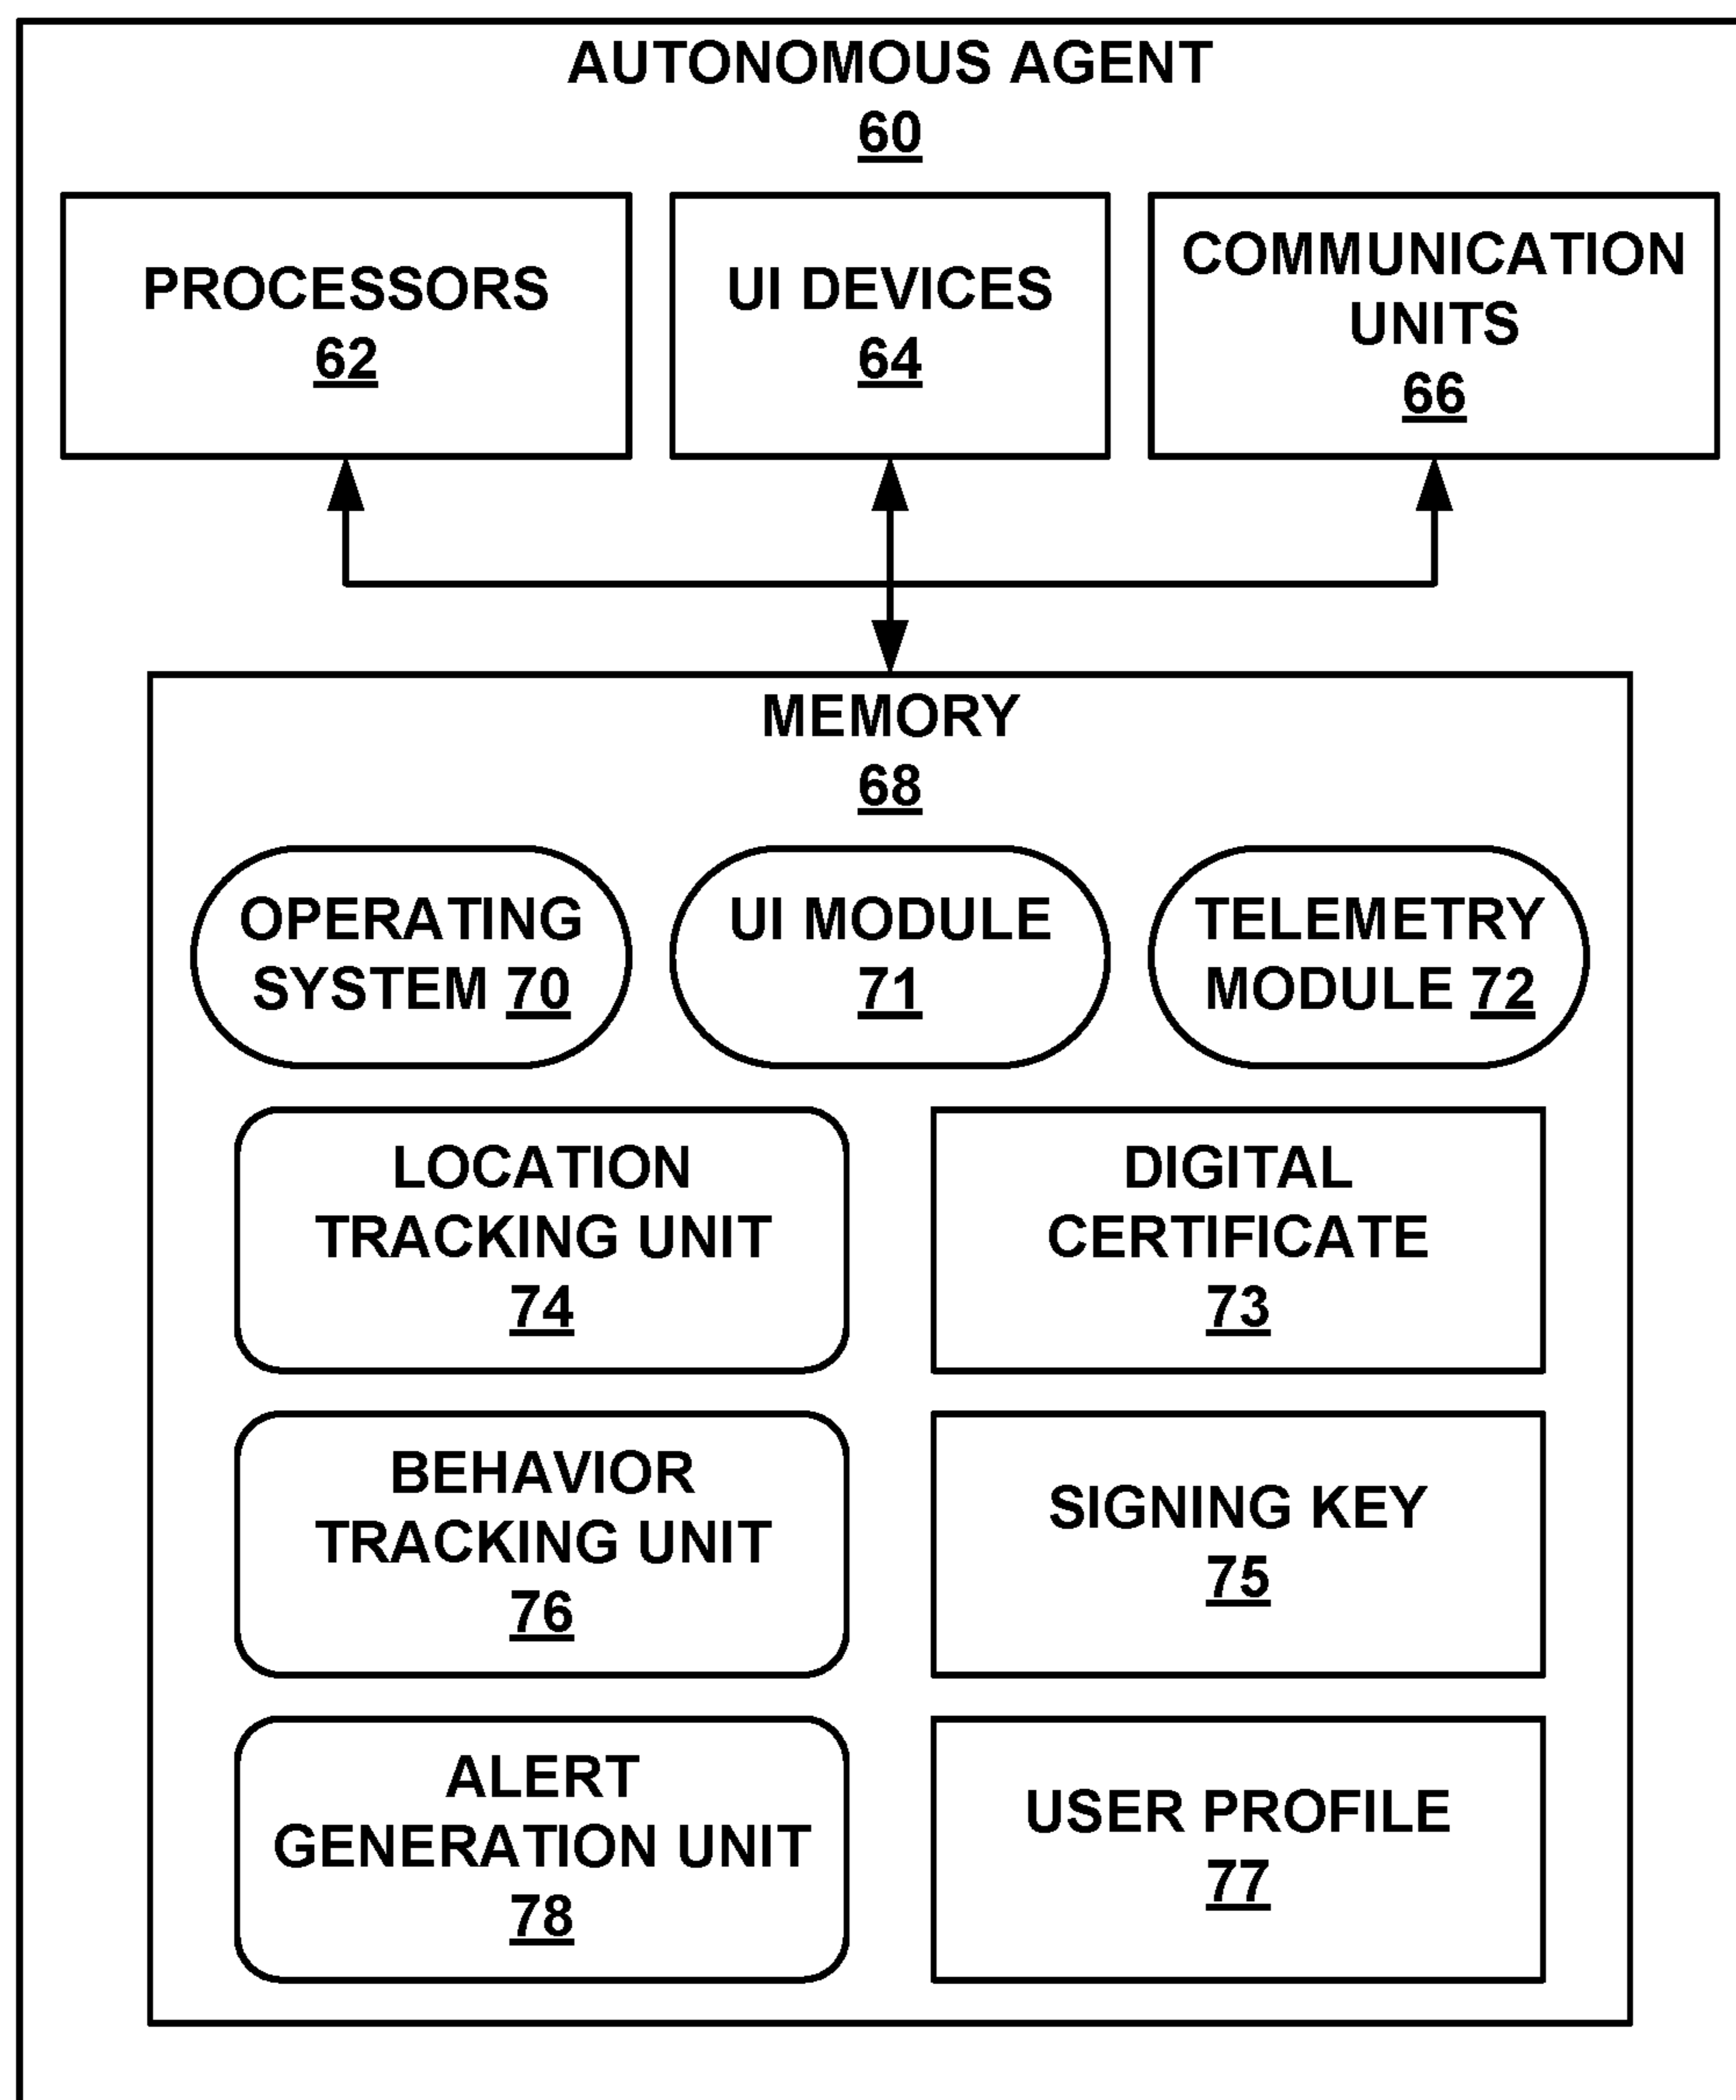 AUTONOMOUS AGENT
60
PROCESSORS
62
UI DEVICES
64
COMMUNICATION
UNITS
66
MEMORY
68
OPERATING
SYSTEM 70
UI MODULE
71
TELEMETRY
MODULE 72
LOCATION
TRACKING UNIT
74
DIGITAL
CERTIFICATE
73
BEHAVIOR
TRACKING UNIT
76
SIGNING KEY
75
ALERT
GENERATION UNIT
78
USER PROFILE
77